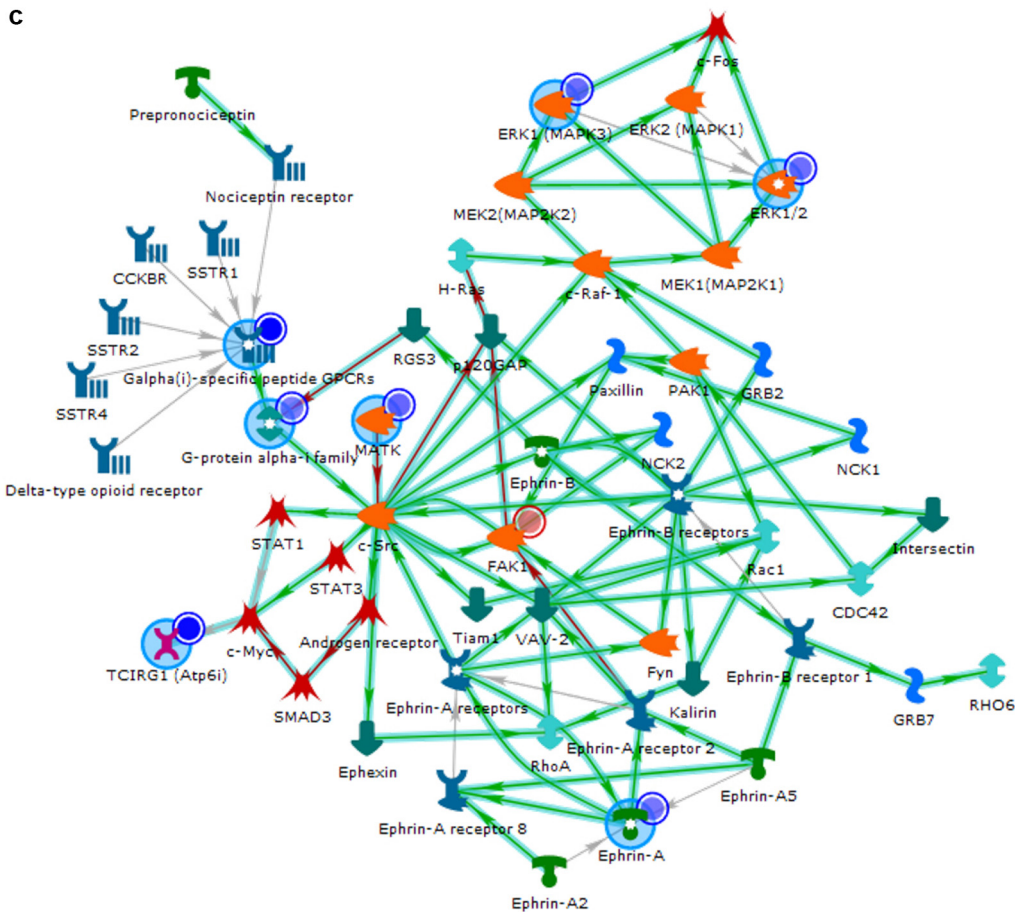 c
c-Fos
Prepronociceptin
ERK1 (MAPK3)
ERK2 (MAPK1)
Nociceptin receptor
MEK2(MAP2K2)
ERK1/2
CCKBR
SSTR1
H-Ras
c-Raf-1
MEK1(MAP2K1)
SSTR2
RGS3
p120GAP
Galpha(i)-specific peptide GPCRs
Paxillin
PAK1
GRB2
SSTR4
G-protein alpha-i family
MATK
NCK2
NCK1
Delta-type opioid receptor
Ephrin-B
Ephrin-B receptors
STAT1
c-Src
Intersectin
FAK1
Rac1
STAT3
CDC42
c-Myc
Androgen receptor
Tiam1
VAV-2
TCIRG1 (Atp6i)
Fyn
Ephrin-B receptor 1
SMAD3
Ephrin-A receptors
Kalirin
GRB7
RHO6
Ephrin-A receptor 2
Ephexin
RhoA
Ephrin-A5
Ephrin-A receptor 8
Ephrin-A
Ephrin-A2